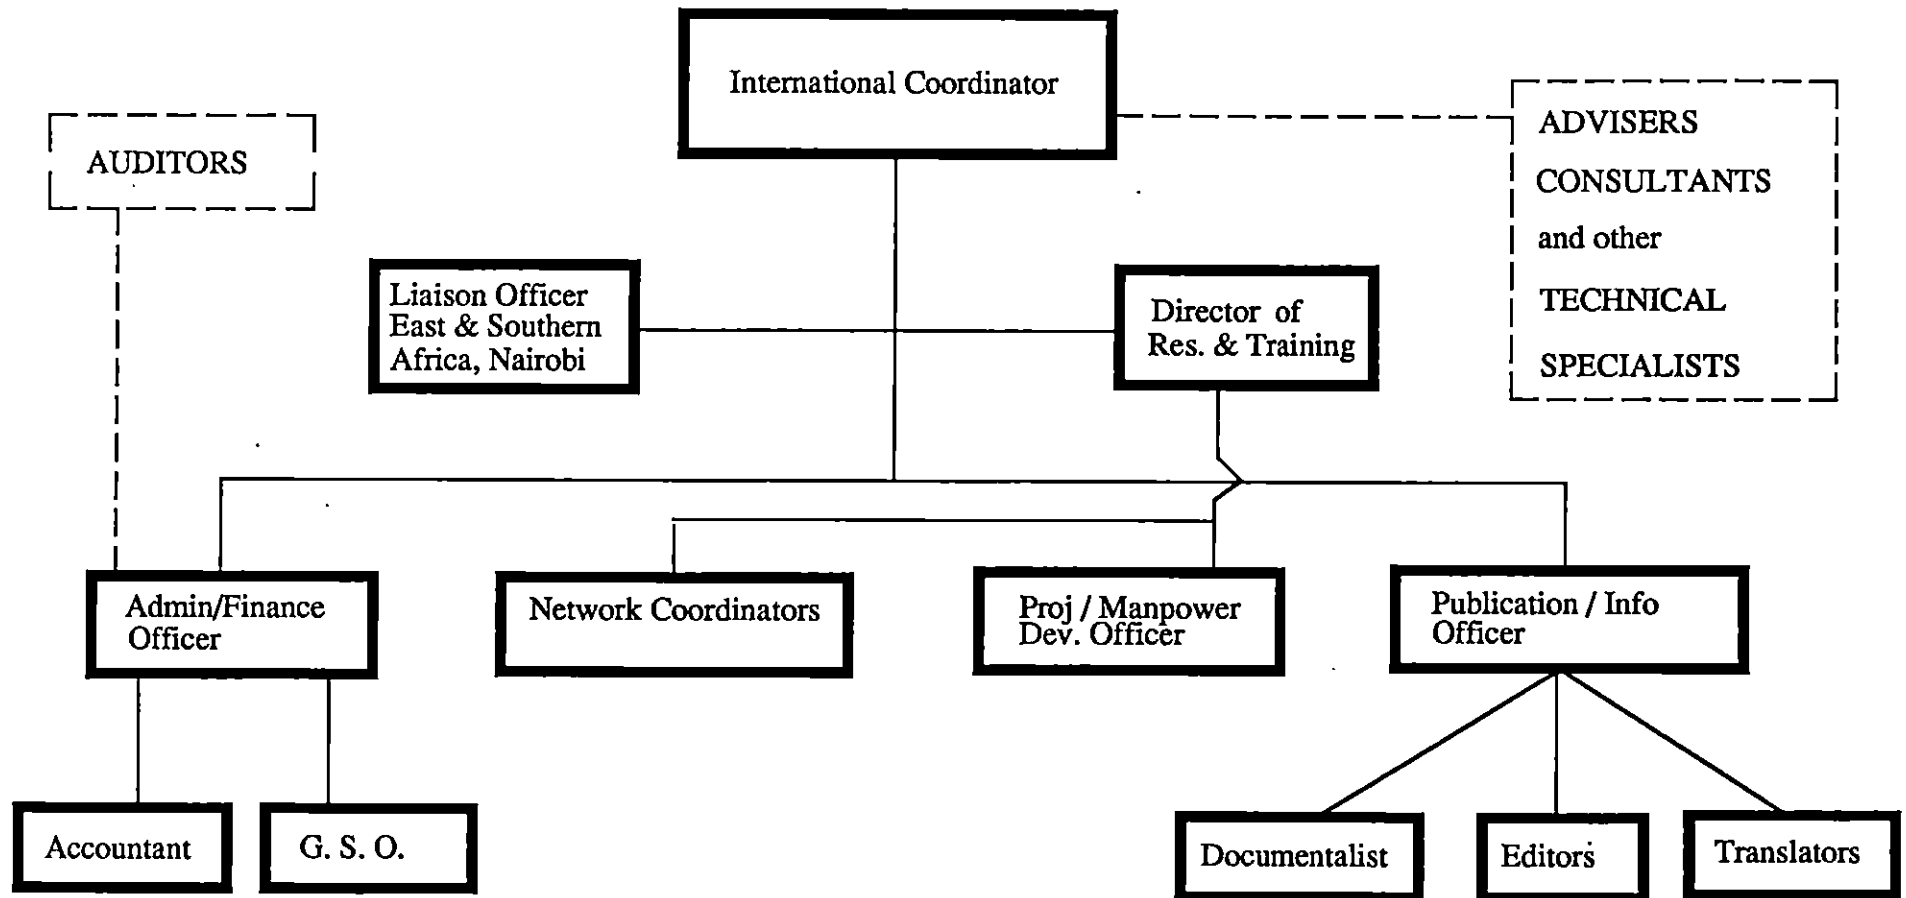 International Coordinator
AUDITORS
ADVISERS
CONSULTANTS
and other
TECHNICAL
SPECIALISTS
Liaison Officer
East & Southern
Africa, Nairobi
Director of
Res. & Training
Admin/Finance
Officer
Network Coordinators
Proj / Manpower
Dev. Officer
Publication / Info
Officer
Accountant
G. S. O.
Documentalist
Editors
Translators